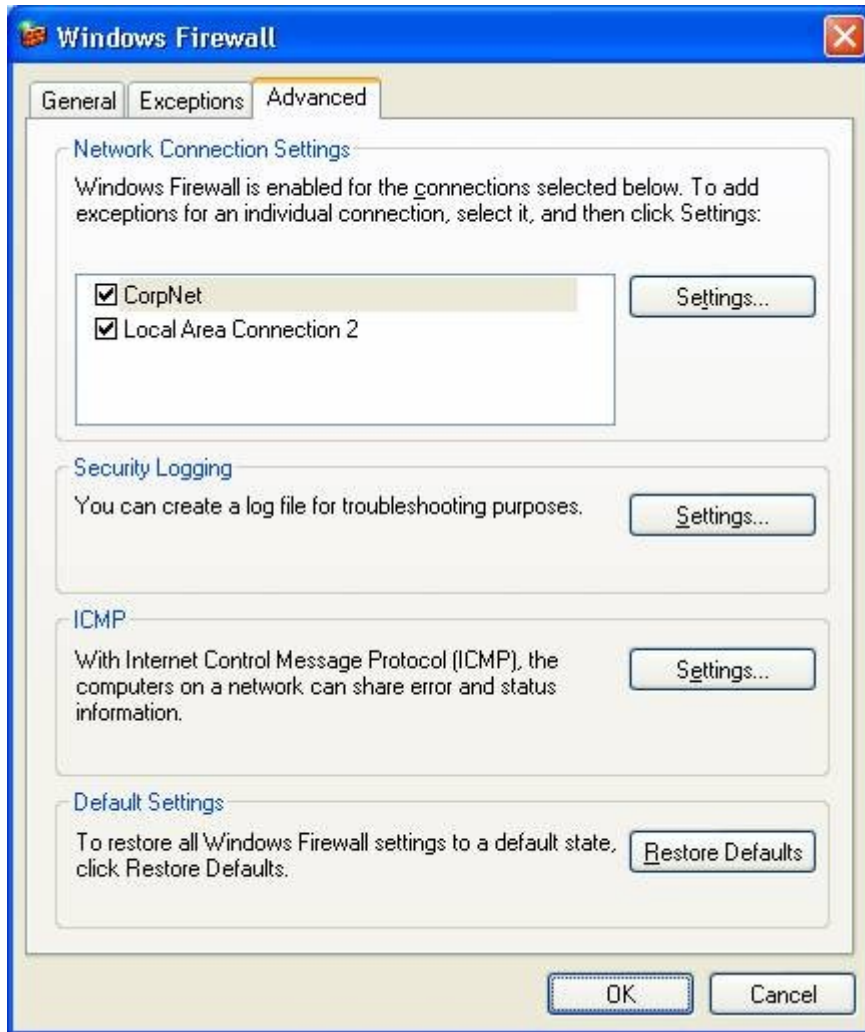 Windows Firewall
General
Exceptions
Advanced
Network Connection Settings
Windows Firewall is enabled for the connections selected below. To add
exceptions for an individual connection, select it, and then click Settings:
CorpNet
Settings...
Local Area Connection 2
Security Logging
You can create a log file for troubleshooting purposes.
Settings...
ICMP
With Internet Control Message Protocol (ICMP), the
computers on a network can share error and status
information.
Settings...
Default Settings
To restore all Windows Firewall settings to a default state,
click Restore Defaults.
Restore Defaults
OK
Cancel